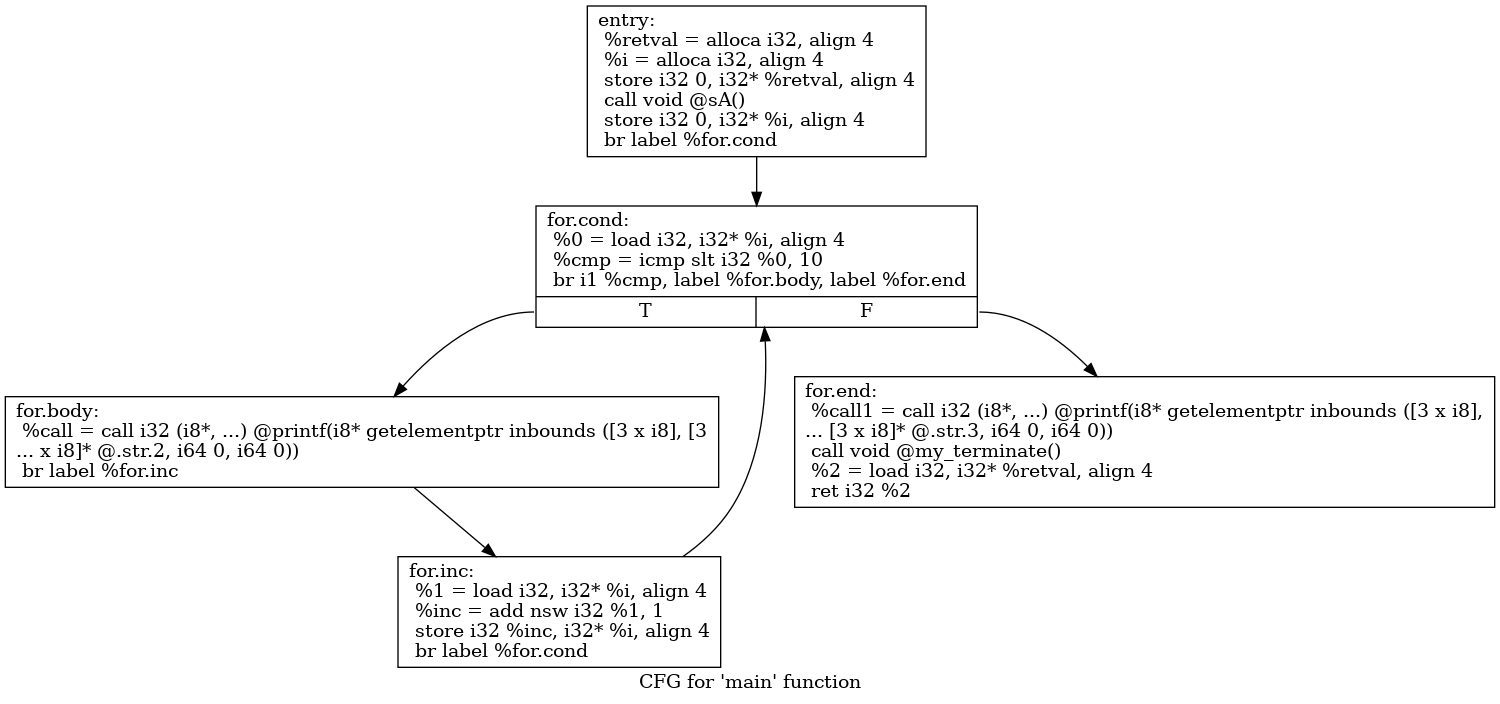 entry:
%retval = alloca i32, align 4
%i = alloca i32, align 4
store i32 0, i32* %retval, align 4
call void @sA()
store i32 0, i32* %i, align 4
br label %for.cond
for.cond:
%0 = load i32, i32* %i, align 4
%cmp = icmp slt i32 %0, 10
br i1 %cmp, label %for.body, label %for.end
T
F
for.body:
%call = call i32 (i8*, ...) @printf(i8* getelementptr inbounds ([3 x i8], [3
... x i8]* @.str.2, i64 0, i64 0))
br label %for.inc
for.end:
%call1 = call i32 (i8*, ...) @printf(i8* getelementptr inbounds ([3 x i8],
... [3 x i8]* @.str.3, i64 0, i64 0))
call void @my_terminate()
%2 = load i32, i32* %retval, align 4
ret i32 %2
for.inc:
%1 = load i32, i32* %i, align 4
%inc = add nsw i32 %1, 1
store i32 %inc, i32* %i, align 4
br label %for.cond
CFG for 'main' function